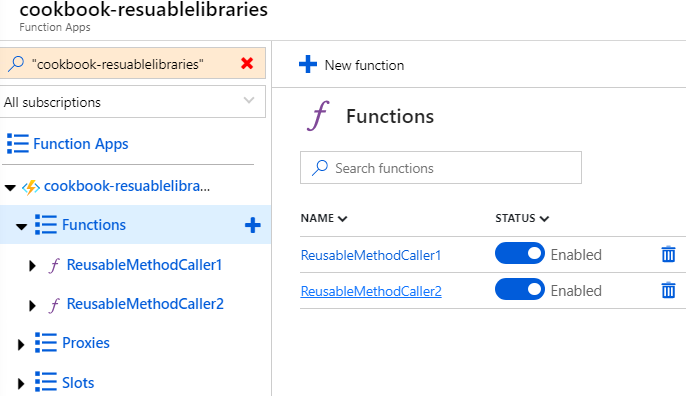 cookbook-resuablelibraries
Function Apps
"cookbook-resuablelibraries"
All subscriptions
Function Apps
cookbook-resuablelibra...
Functions
ReusableMethodCaller1
ReusableMethodCaller2
Proxies
Slots
New function
Functions
Search functions
NAME STATUS
ReusableMethodCaller1 Enabled
ReusableMethodCaller2 Enabled